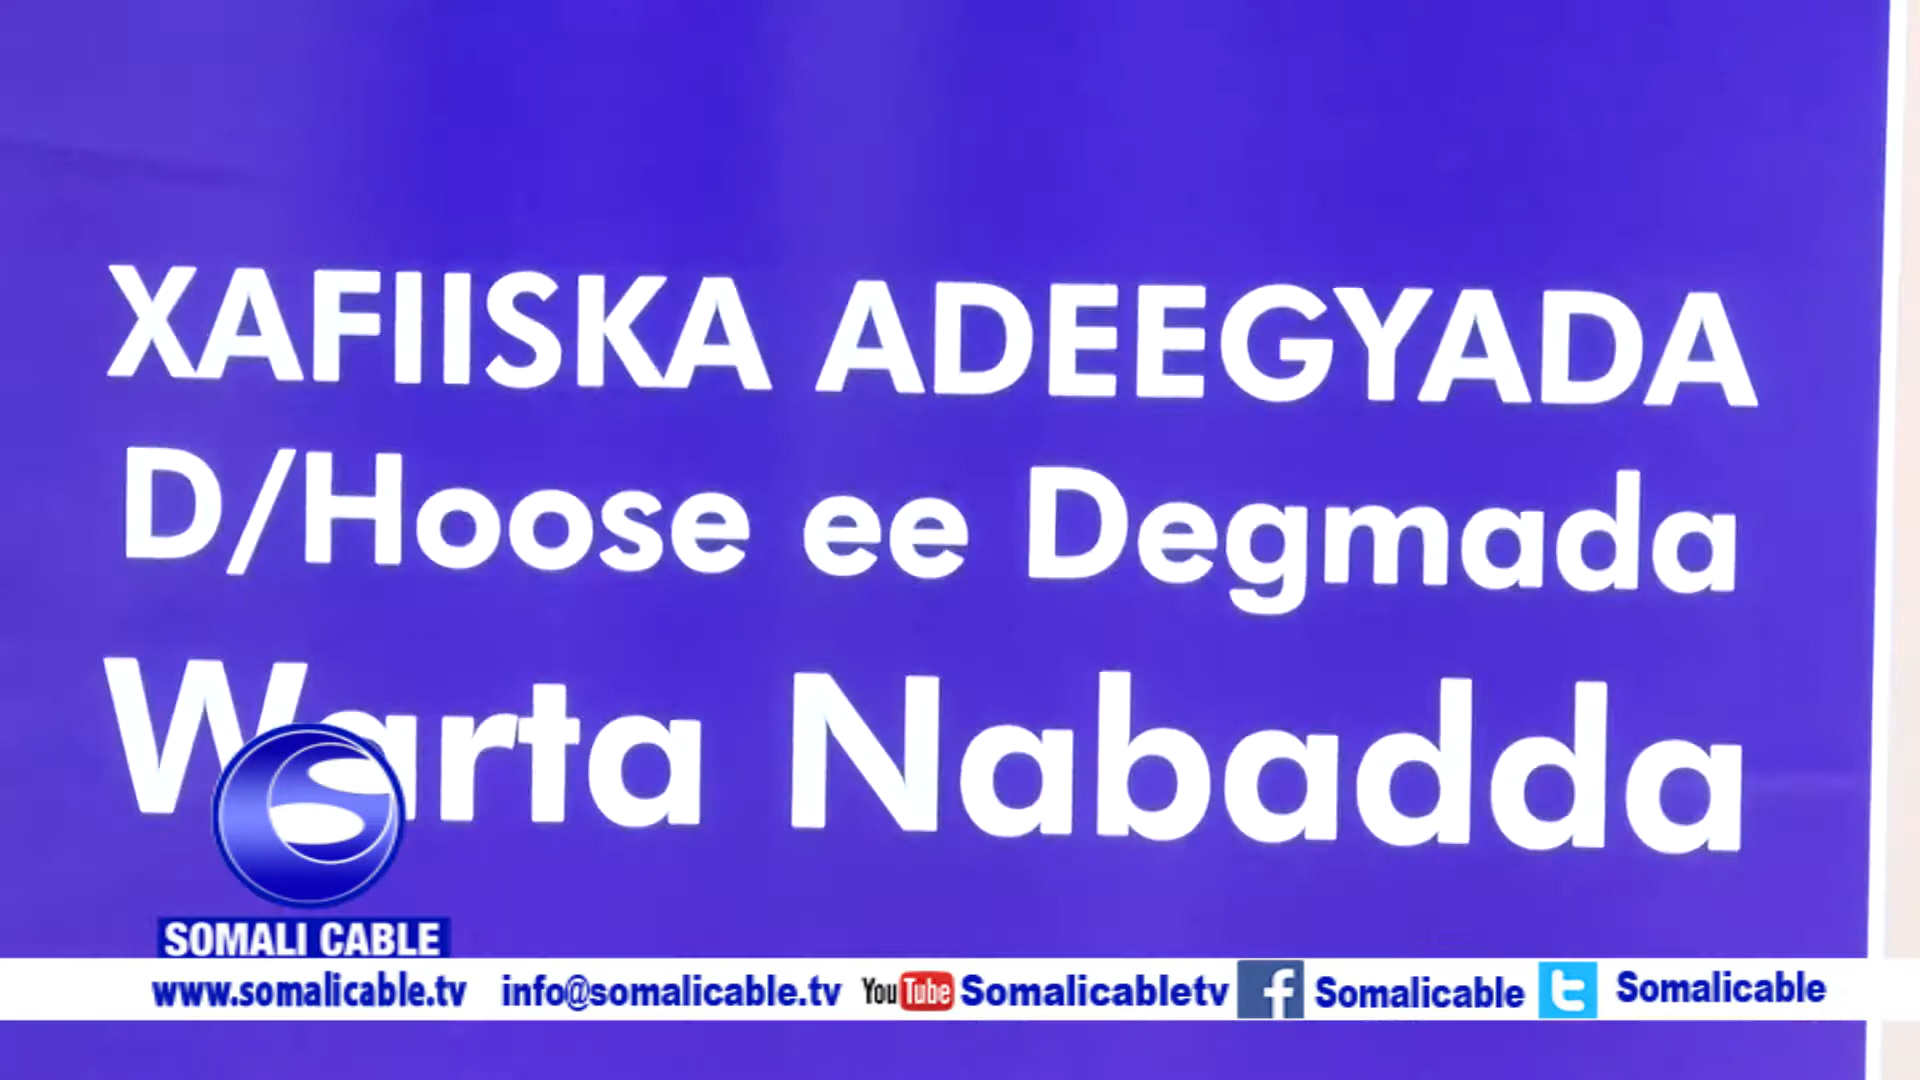 XAFIISKA ADEEGYADA
D/Hoose ee Degmada
Warta Nabadda
SOMALI CABLE
www.somalicable.tv info@somalicable.tv YouTube Somalicabletv Somalicable Somalicable